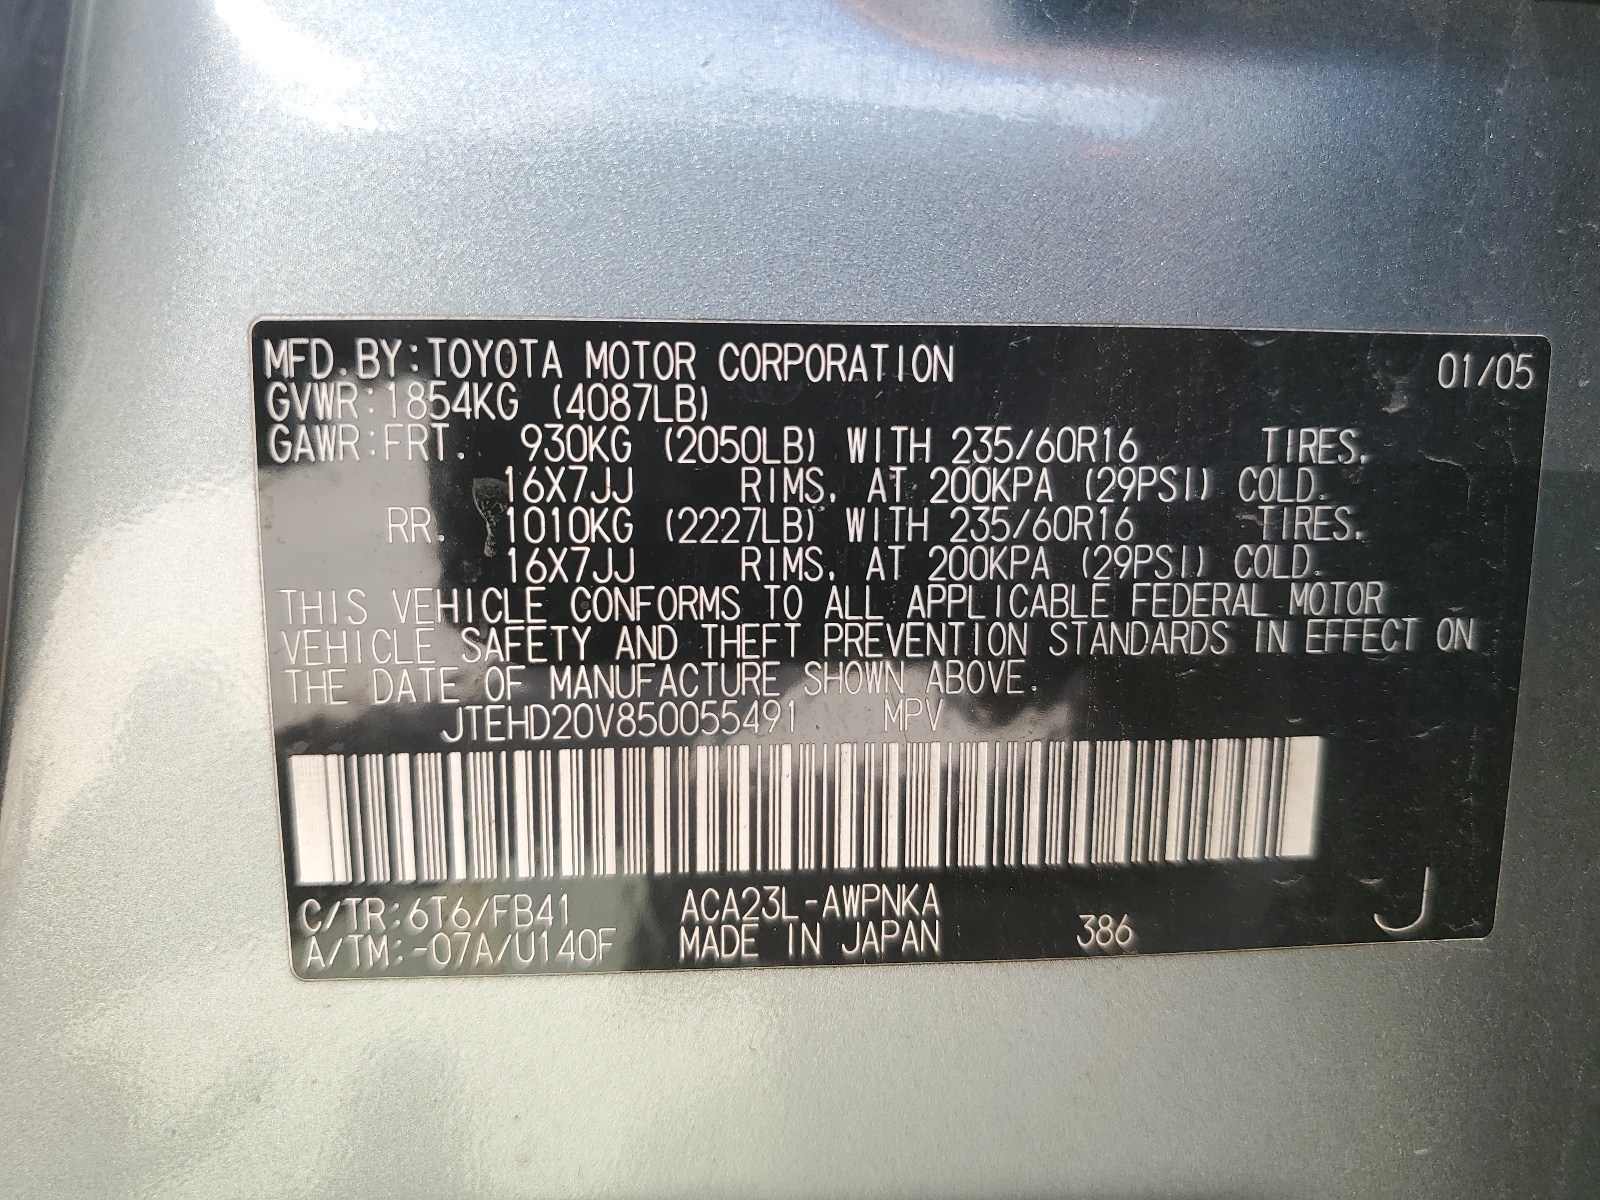 MFD. BY: TOYOTA MOTOR CORPORATION 01/05
GVWR: 1854KG (4087LB)
GAWR: FRT. 930KG (2050LB) WITH 235/60R16 TIRES,
16X7JJ RIMS, AT 200KPA (29PSI) COLD.
RR. 1010KG (2227LB) WITH 235/60R16 TIRES,
16X7JJ RIMS, AT 200KPA (29PSI) COLD.
THIS VEHICLE CONFORMS TO ALL APPLICABLE FEDERAL MOTOR
VEHICLE SAFETY AND THEFT PREVENTION STANDARDS IN EFFECT ON
THE DATE OF MANUFACTURE SHOWN ABOVE.
JTEHD20V850055491 MPV
C/TR: 6T6/FB41 ACA23L-AWPNKA
A/TM: -07A/U140F MADE IN JAPAN 386 J